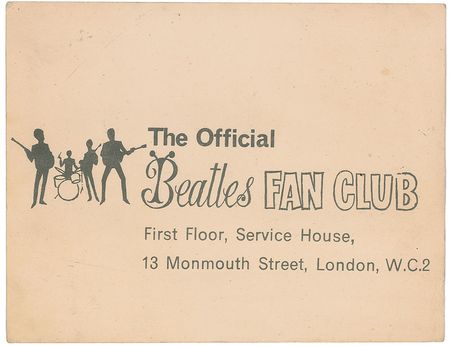 The Official
Beatles FAN CLUB
First Floor, Service House,
13 Monmouth Street, London, W.C.2